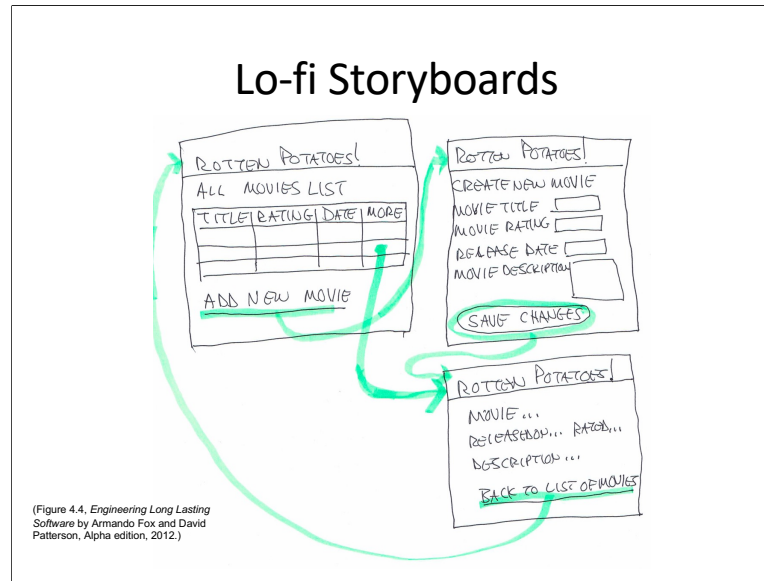 Lo-fi Storyboards
ROTTEN POTATOES!
ALL MOVIES LIST
TITLE RATING DATE MORE
ADD NEW MOVIE
ROTTEN POTATOES!
CREATE NEW MOVIE
MOVIE TITLE
MOVIE RATING
RELEASE DATE
MOVIE DESCRIPTION
SAVE CHANGES
ROTTEN POTATOES!
MOVIE...
RELEASED ON... RATED...
DESCRIPTION...
BACK TO LIST OF MOVIES
(Figure 4.4, Engineering Long Lasting
Software by Armando Fox and David
Patterson, Alpha edition, 2012.)